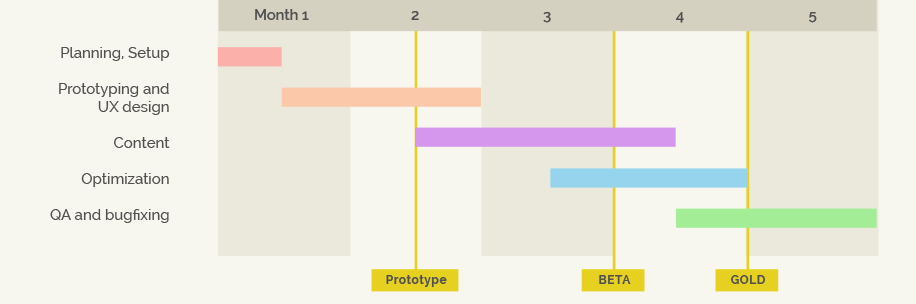 Month 1 2 3 4 5
Planning, Setup
Prototyping and
UX design
Content
Optimization
QA and bugfixing
Prototype BETA GOLD